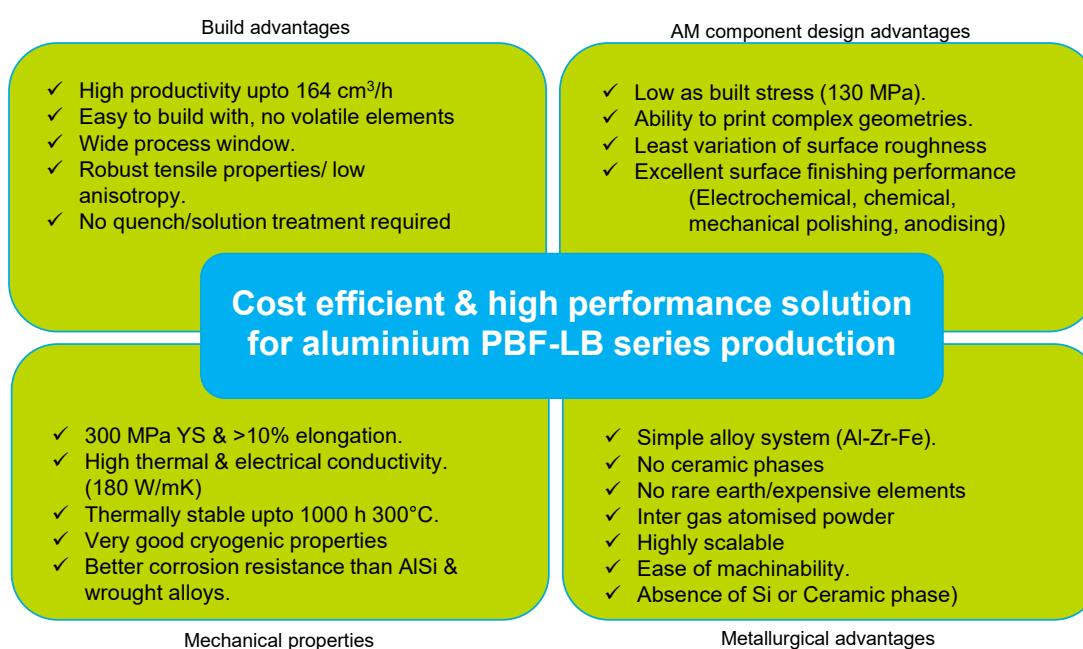 Build advantages
✓ High productivity upto 164 cm³/h
✓ Easy to build with, no volatile elements
✓ Wide process window.
✓ Robust tensile properties/ low
anisotropy.
✓ No quench/solution treatment required
AM component design advantages
✓ Low as built stress (130 MPa).
✓ Ability to print complex geometries.
✓ Least variation of surface roughness
✓ Excellent surface finishing performance
(Electrochemical, chemical,
mechanical polishing, anodising)
Cost efficient & high performance solution
for aluminium PBF-LB series production
✓ 300 MPa YS & >10% elongation.
✓ High thermal & electrical conductivity.
(180 W/mK)
✓ Thermally stable upto 1000 h 300°C.
✓ Very good cryogenic properties
✓ Better corrosion resistance than AlSi &
wrought alloys.
Mechanical properties
✓ Simple alloy system (Al-Zr-Fe).
✓ No ceramic phases
✓ No rare earth/expensive elements
✓ Inter gas atomised powder
✓ Highly scalable
✓ Ease of machinability.
✓ Absence of Si or Ceramic phase)
Metallurgical advantages